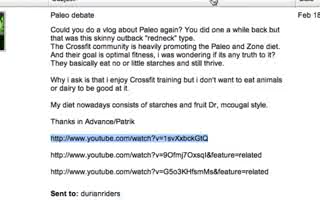 Paleo debate
Feb 18
Could you do a vlog about Paleo again? You did one a while back but
that was this skinny outback "redneck" type.
The Crossfit community is heavily promoting the Paleo and Zone diet.
And their goal is optimal fitness, i was wondering if its any truth to it?
They basically eat no or little starches and still thrive.
Why i ask is that i enjoy Crossfit training but i don't want to eat animals
or dairy to be good at it.
My diet nowadays consists of starches and fruit Dr, mcougal style.
Thanks in Advance/Patrik
http://www.youtube.com/watch?v=1svXxbckGtQ
http://www.youtube.com/watch?v=9Ofmj7OxsqI&feature=related
http://www.youtube.com/watch?v=G5o3KHfsmMs&feature=related
Sent to: durianriders